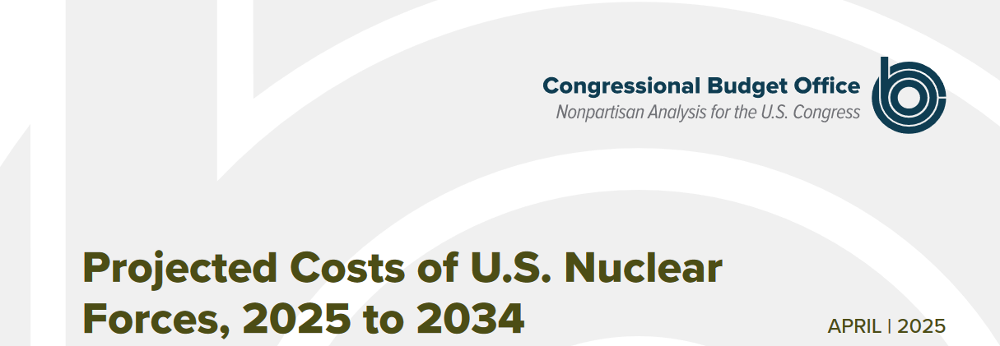 Congressional Budget Office
Nonpartisan Analysis for the U.S. Congress
Projected Costs of U.S. Nuclear
Forces, 2025 to 2034
APRIL | 2025